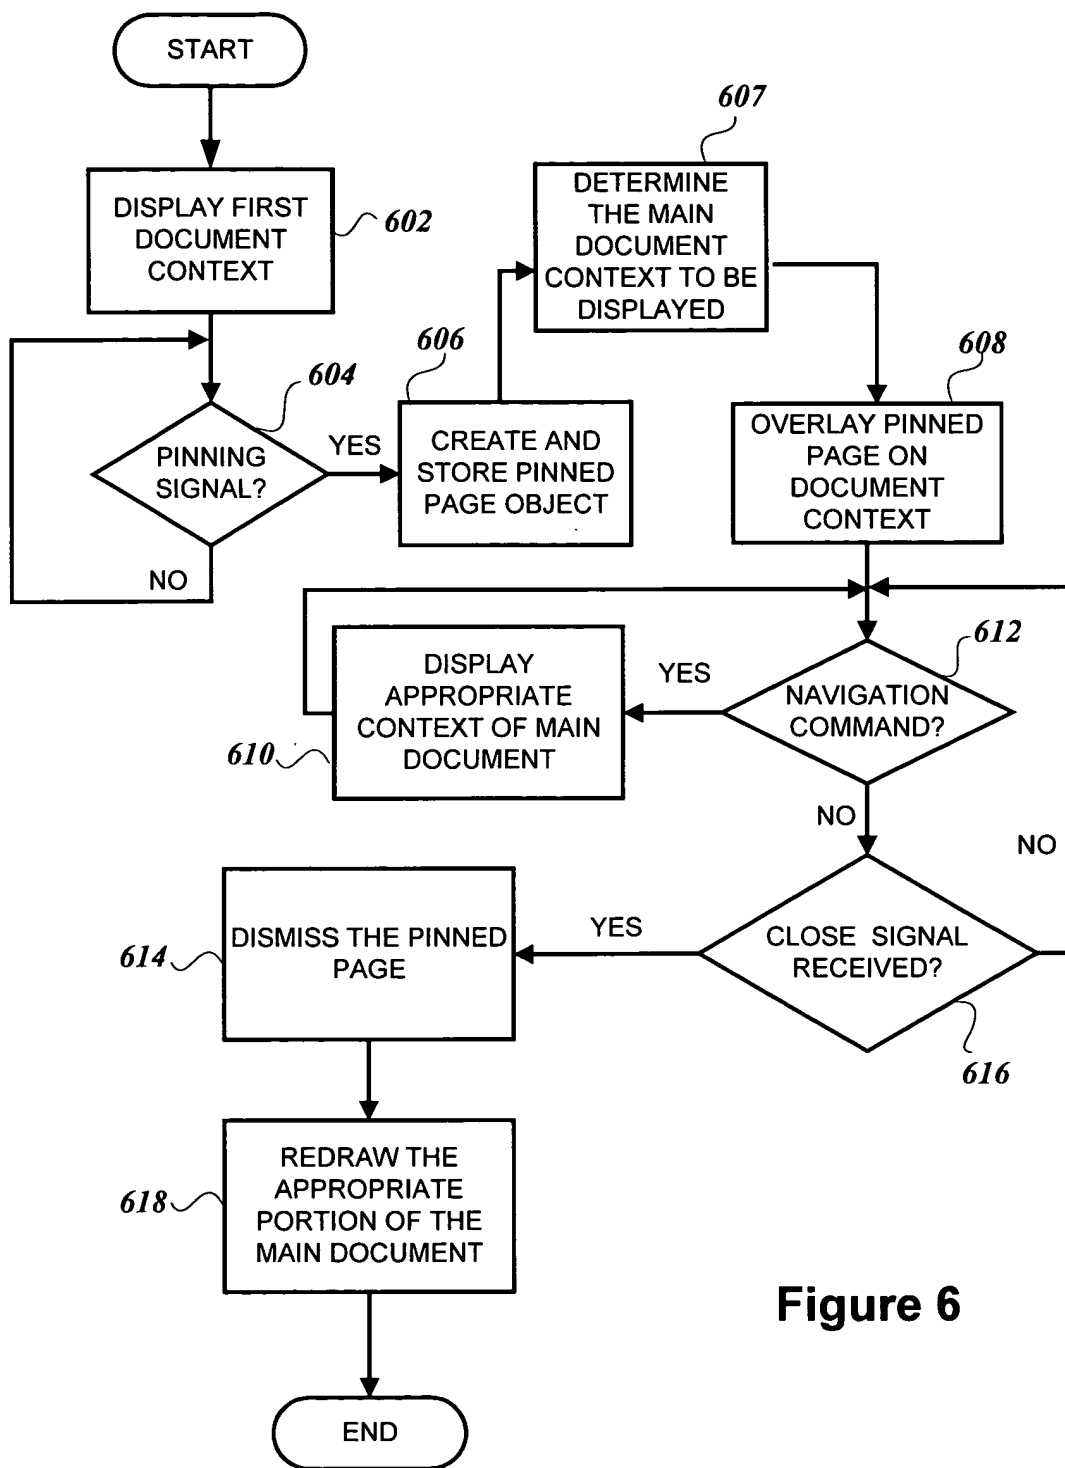 START
DISPLAY FIRST
DOCUMENT
CONTEXT
602
607
DETERMINE
THE MAIN
DOCUMENT
CONTEXT TO BE
DISPLAYED
604
PINNING
SIGNAL?
YES
NO
606
CREATE AND
STORE PINNED
PAGE OBJECT
608
OVERLAY PINNED
PAGE ON
DOCUMENT
CONTEXT
612
NAVIGATION
COMMAND?
YES
DISPLAY
APPROPRIATE
CONTEXT OF MAIN
DOCUMENT
610
NO
NO
CLOSE SIGNAL
RECEIVED?
616
YES
DISMISS THE PINNED
PAGE
614
REDRAW THE
APPROPRIATE
PORTION OF THE
MAIN DOCUMENT
618
END
Figure 6